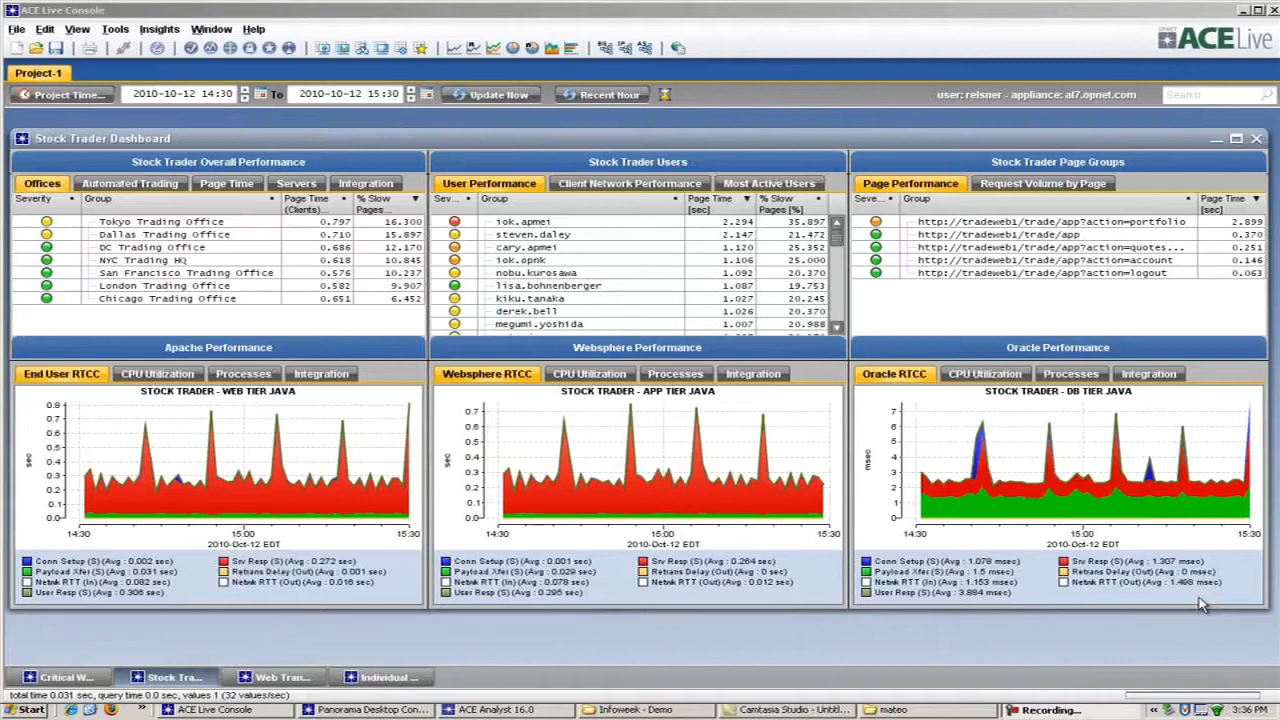 ACE Live Console
File Edit View Tools Insights Window Help
OPNET ACE Live
Project-1
Project Time... 2010-10-12 14:30 To 2010-10-12 15:30 Update Now Recent Hour user: reisner - appliance: al7.opnet.com Search
Stock Trader Dashboard
Stock Trader Overall Performance
Offices Automated Trading Page Time Servers Integration
Severity Group Page Time (Clients)... % Slow Pages...
Tokyo Trading Office 0.797 16.300
Dallas Trading Office 0.710 15.897
DC Trading Office 0.686 12.170
NYC Trading HQ 0.618 10.845
San Francisco Trading Office 0.576 10.237
London Trading Office 0.582 9.907
Chicago Trading Office 0.651 6.452
Stock Trader Users
User Performance Client Network Performance Most Active Users
Sev... Group Page Time [sec] % Slow Pages [%]
iok.apmei 2.294 35.897
steven.daley 2.147 21.472
cary.apmei 1.120 25.352
iok.opnk 1.106 25.000
nobu.kurosawa 1.092 20.370
lisa.bohnenberger 1.087 19.753
kiku.tanaka 1.027 20.245
derek.bell 1.026 20.370
megumi.yoshida 1.007 20.988
Stock Trader Page Groups
Page Performance Request Volume by Page
Seve... Group Page Time [sec]
http://tradeweb1/trade/app?action=portfolio 2.899
http://tradeweb1/trade/app 0.370
http://tradeweb1/trade/app?action=quotes... 0.251
http://tradeweb1/trade/app?action=account 0.146
http://tradeweb1/trade/app?action=logout 0.063
Apache Performance
End User RTCC CPU Utilization Processes Integration
STOCK TRADER - WEB TIER JAVA
0.8
0.7
0.6
0.5
0.4
0.3
0.2
0.1
0.0
sec
14:30 15:00 15:30
2010-Oct-12 EDT
Conn Setup (S) (Avg : 0.002 sec) Srv Resp (S) (Avg : 0.272 sec)
Payload Xfer (S) (Avg : 0.031 sec) Retrans Delay (Out) (Avg : 0.001 sec)
Netwk RTT (In) (Avg : 0.082 sec) Netwk RTT (Out) (Avg : 0.016 sec)
User Resp (S) (Avg : 0.306 sec)
Websphere Performance
Websphere RTCC CPU Utilization Processes Integration
STOCK TRADER - APP TIER JAVA
0.7
0.6
0.5
0.4
0.3
0.2
0.1
0.0
sec
14:30 15:00 15:30
2010-Oct-12 EDT
Conn Setup (S) (Avg : 0.001 sec) Srv Resp (S) (Avg : 0.264 sec)
Payload Xfer (S) (Avg : 0.029 sec) Retrans Delay (Out) (Avg : 0 sec)
Netwk RTT (In) (Avg : 0.078 sec) Netwk RTT (Out) (Avg : 0.012 sec)
User Resp (S) (Avg : 0.295 sec)
Oracle Performance
Oracle RTCC CPU Utilization Processes Integration
STOCK TRADER - DB TIER JAVA
7
6
5
4
3
2
1
0
msec
14:30 15:00 15:30
2010-Oct-12 EDT
Conn Setup (S) (Avg : 1.078 msec) Srv Resp (S) (Avg : 1.307 msec)
Payload Xfer (S) (Avg : 1.5 msec) Retrans Delay (Out) (Avg : 0 msec)
Netwk RTT (In) (Avg : 1.153 msec) Netwk RTT (Out) (Avg : 1.498 msec)
User Resp (S) (Avg : 3.884 msec)
Critical W... Stock Tra... Web Tran... Individual ...
total time 0.031 sec, query time 0.0 sec, values 1 (32 values/sec)
Start ACE Live Console Panorama Desktop Con... ACE Analyst 16.0 Infoweek - Demo Camtasia Studio - Untitl... mateo Recording... 3:36 PM